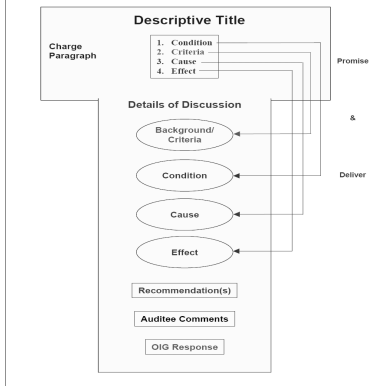 Descriptive Title
Charge
Paragraph
1. Condition
2. Criteria
3. Cause
4. Effect
Promise
&
Deliver
Details of Discussion
Background/
Criteria
Condition
Cause
Effect
Recommendation(s)
Auditee Comments
OIG Response